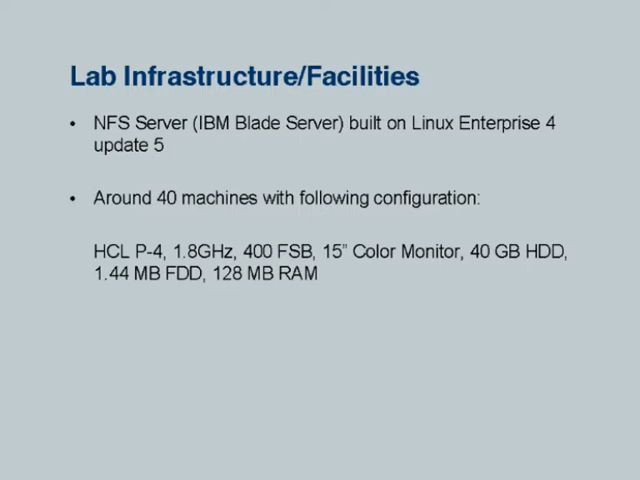 Lab Infrastructure/Facilities
• NFS Server (IBM Blade Server) built on Linux Enterprise 4
update 5
• Around 40 machines with following configuration:
HCL P-4, 1.8GHz, 400 FSB, 15” Color Monitor, 40 GB HDD,
1.44 MB FDD, 128 MB RAM